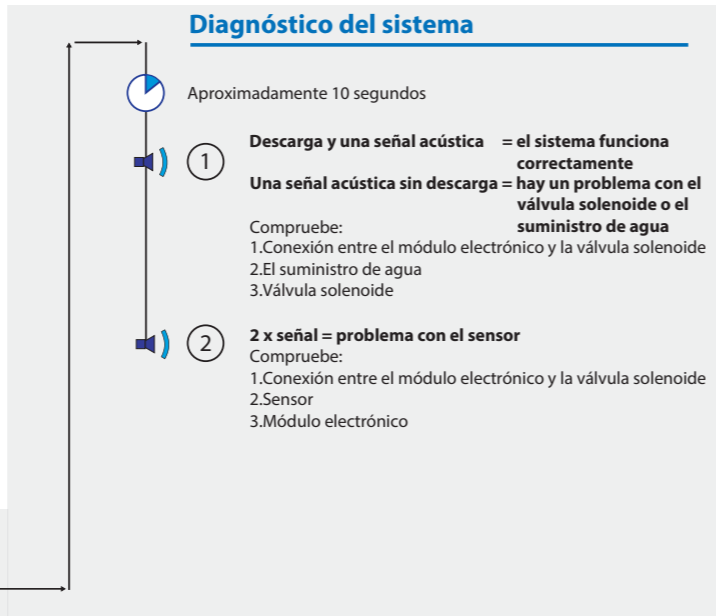 Diagnóstico del sistema
Aproximadamente 10 segundos
1
Descarga y una señal acústica = el sistema funciona
correctamente
Una señal acústica sin descarga = hay un problema con el
válvula solenoide o el
suministro de agua
Compruebe:
1.Conexión entre el módulo electrónico y la válvula solenoide
2.El suministro de agua
3.Válvula solenoide
2
2 x señal = problema con el sensor
Compruebe:
1.Conexión entre el módulo electrónico y la válvula solenoide
2.Sensor
3.Módulo electrónico